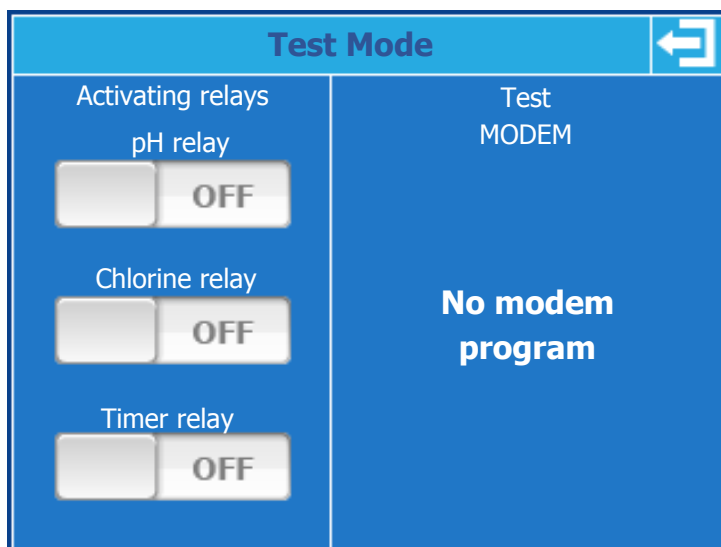 Test Mode
Activating relays
pH relay
OFF
Chlorine relay
OFF
Timer relay
OFF
Test
MODEM
No modem
program